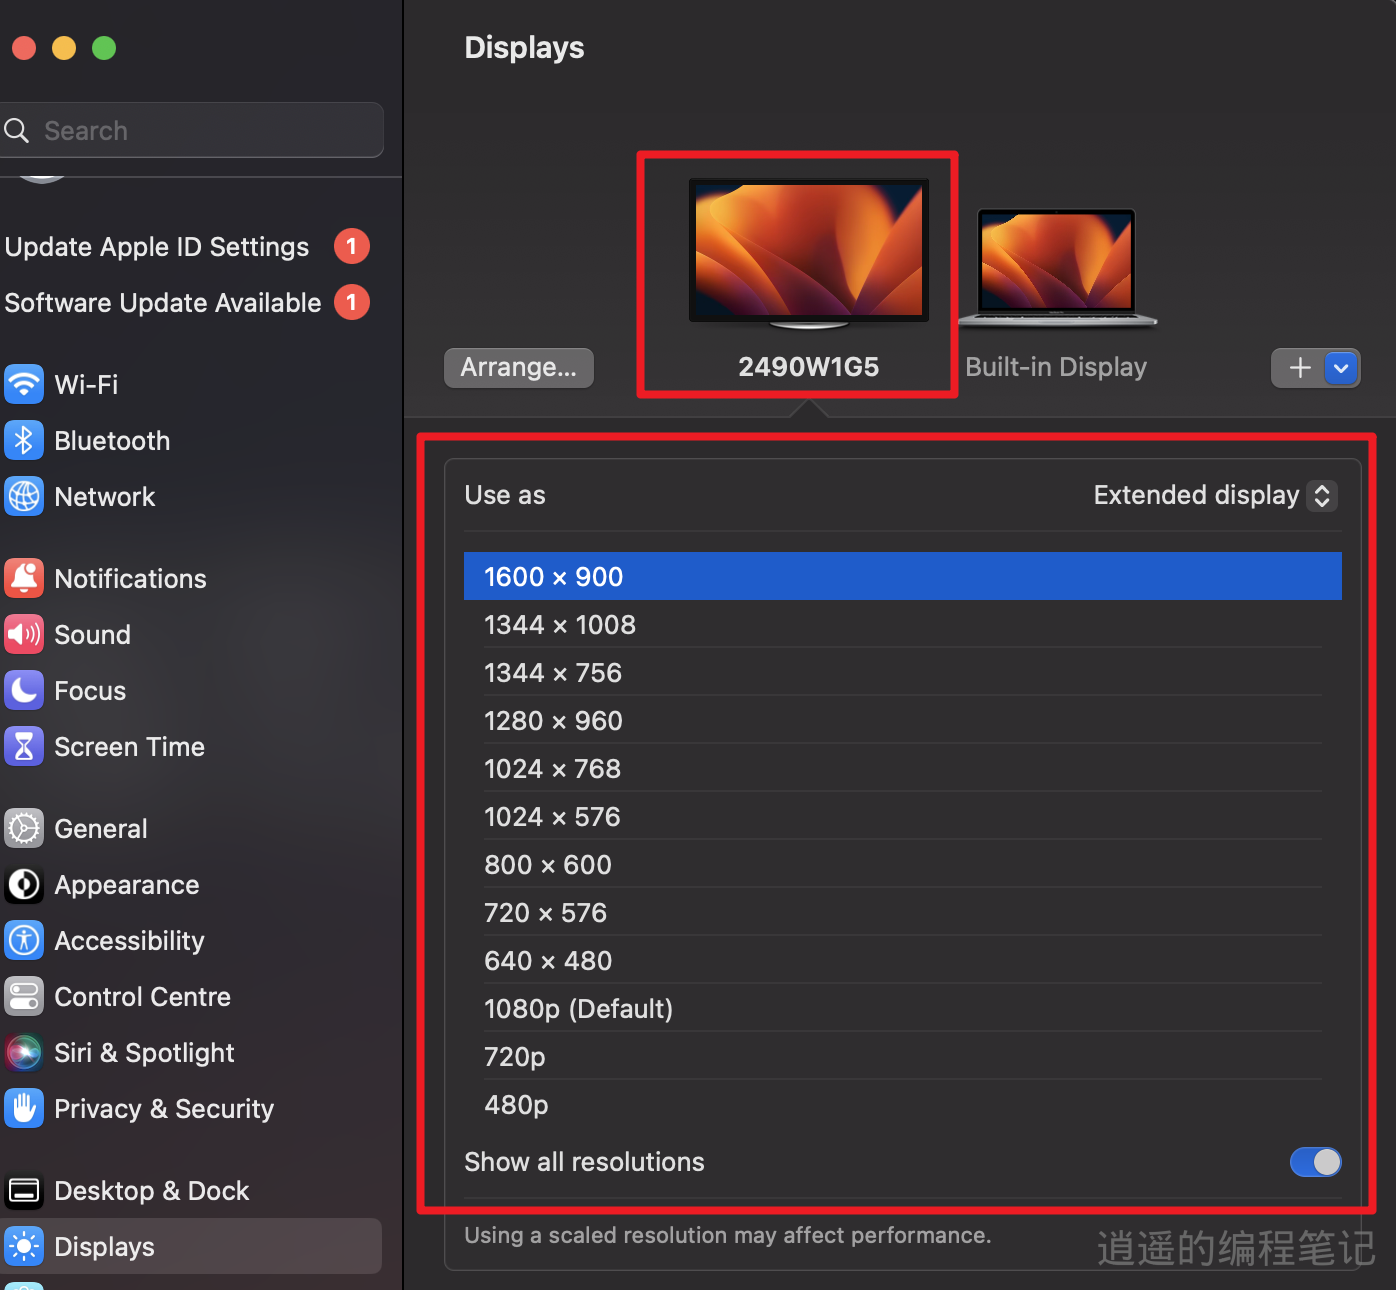 Displays
Search
Update Apple ID Settings 1
Software Update Available 1
Wi-Fi
Bluetooth
Network
Notifications
Sound
Focus
Screen Time
General
Appearance
Accessibility
Control Centre
Siri & Spotlight
Privacy & Security
Desktop & Dock
Displays
Arrange...
2490W1G5
Built-in Display
Use as
Extended display
1600 × 900
1344 × 1008
1344 × 756
1280 × 960
1024 × 768
1024 × 576
800 × 600
720 × 576
640 × 480
1080p (Default)
720p
480p
Show all resolutions
Using a scaled resolution may affect performance.
逍遥的编程笔记